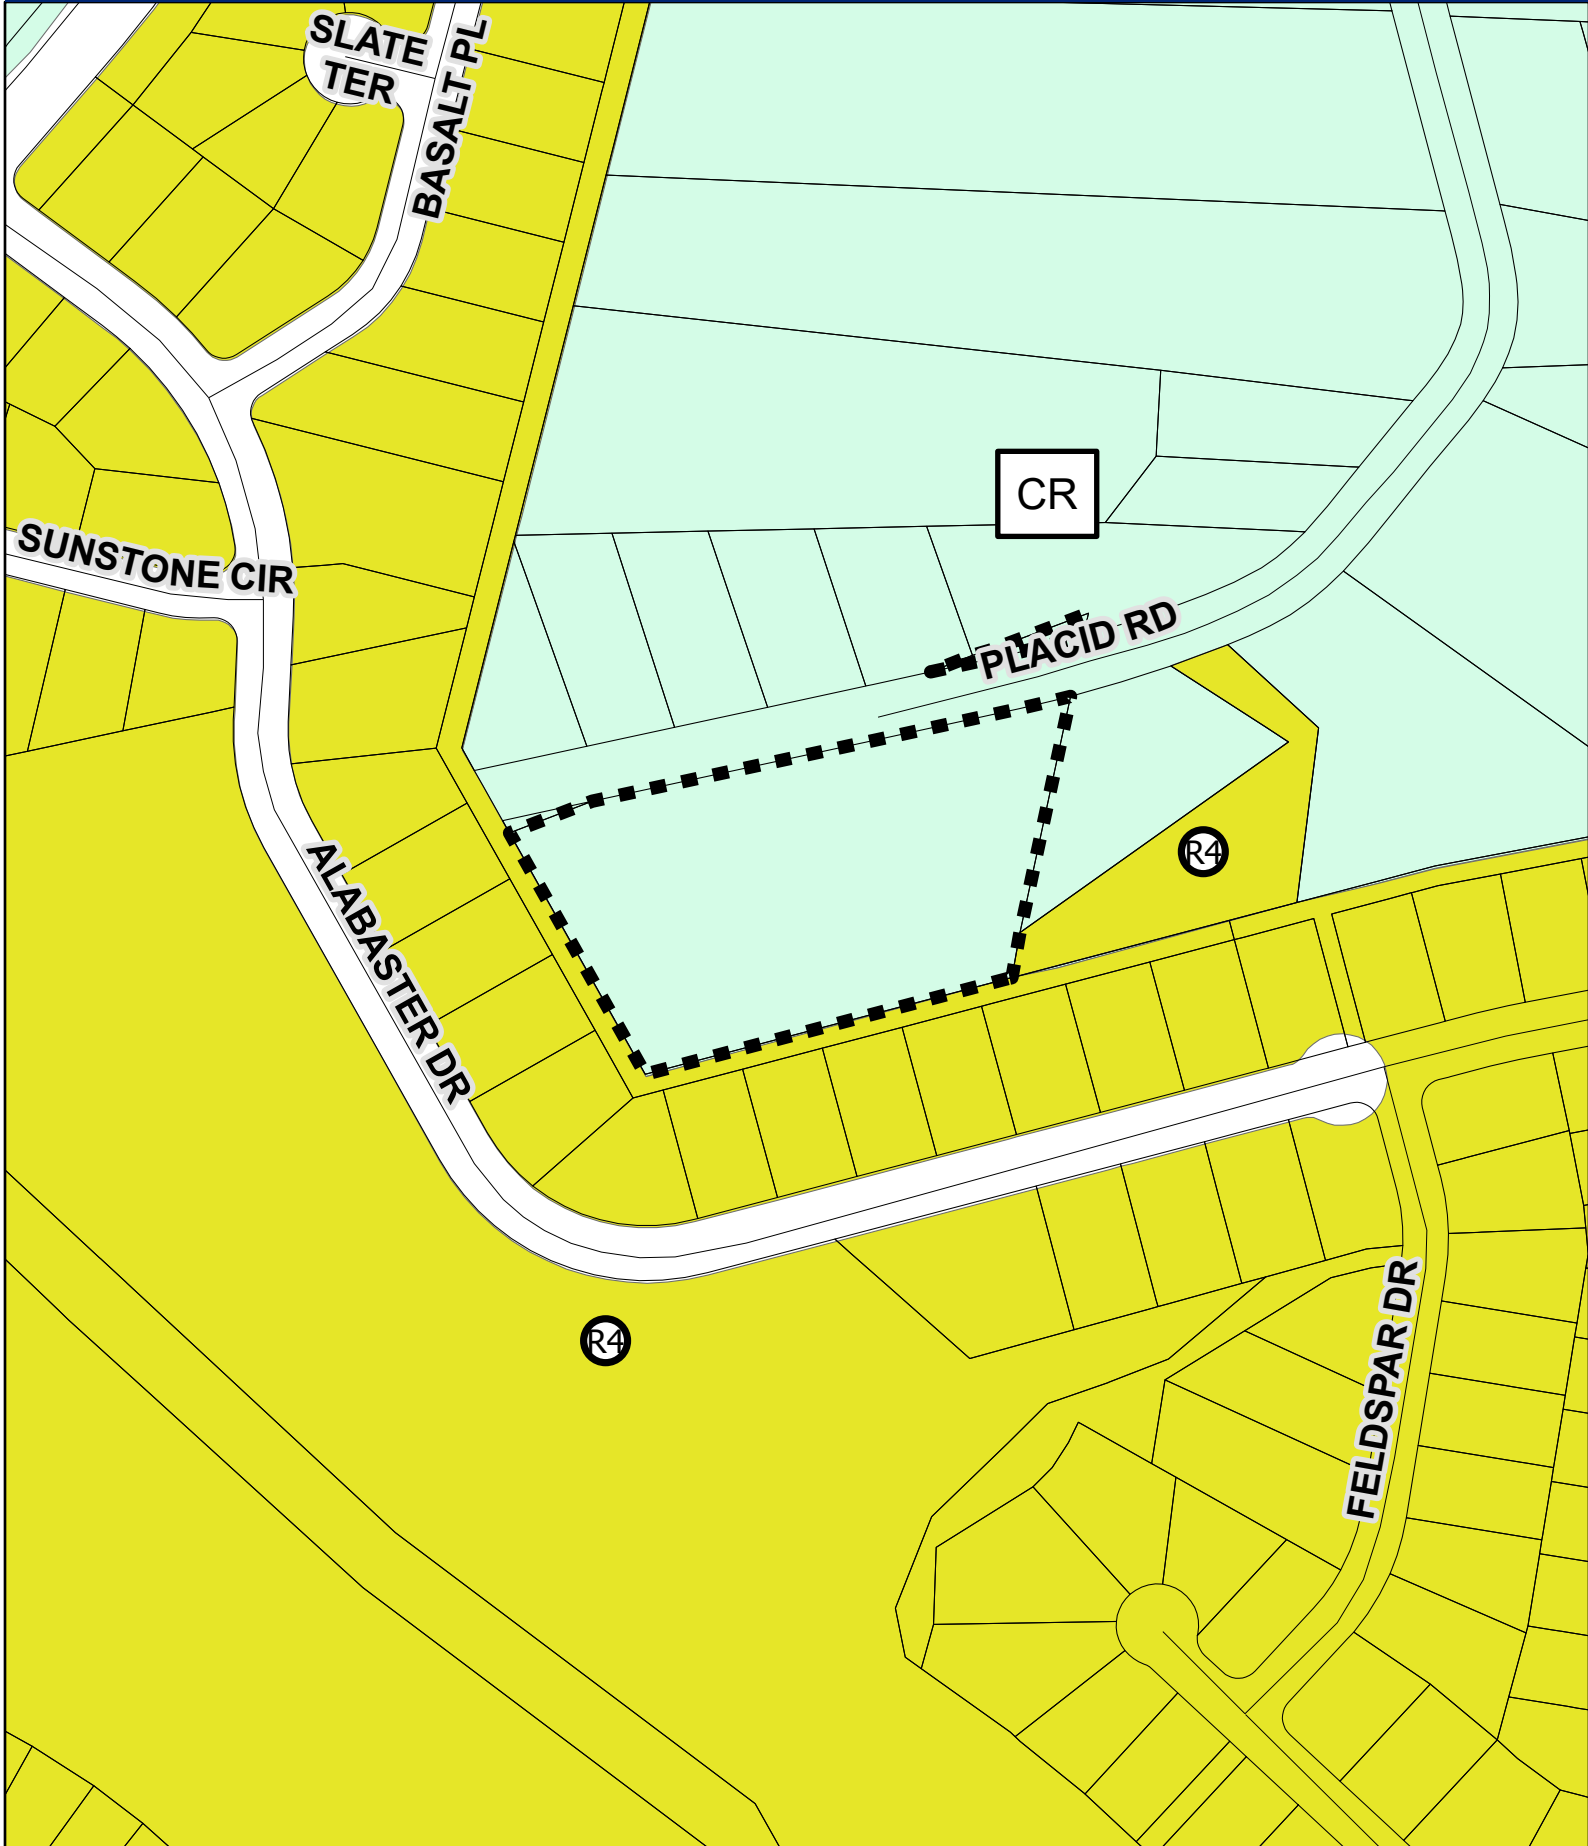 SLATE
TER
BASALT PL
CR
SUNSTONE CIR
PLACID RD
R4
ALABASTER DR
R4
FELDSPAR DR